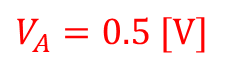 V_A = 0.5 [V]